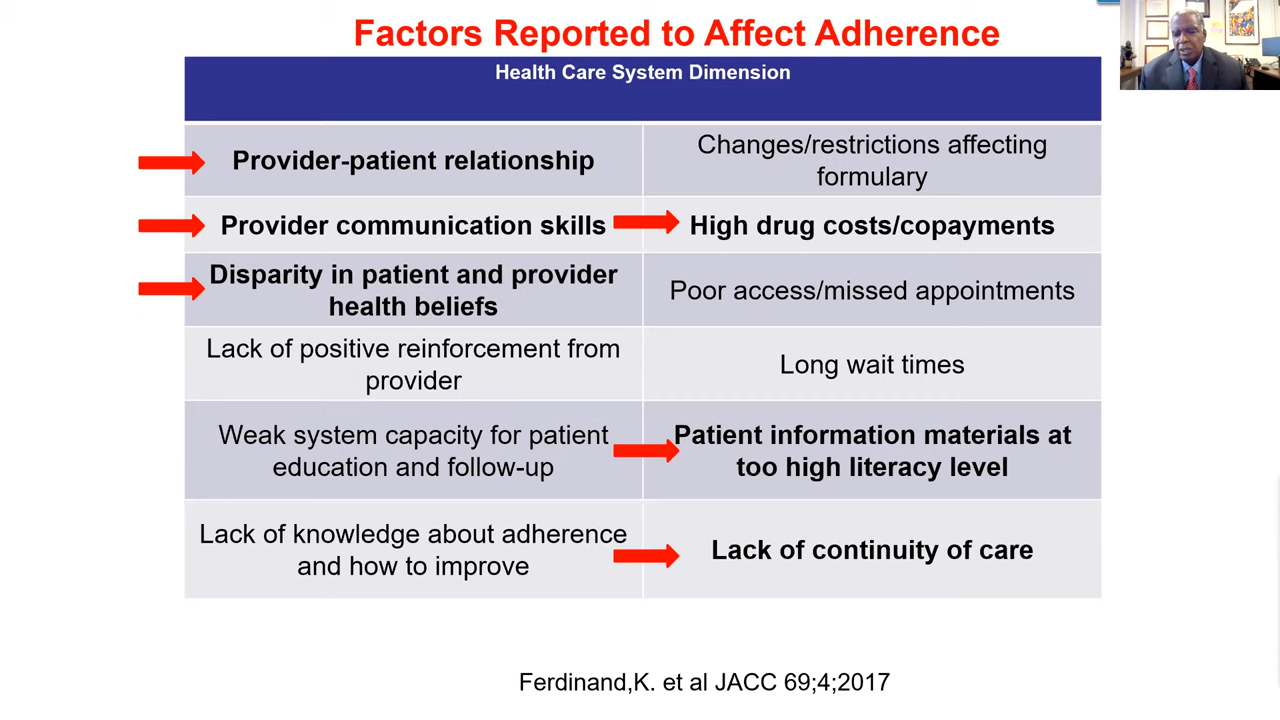 Factors Reported to Affect Adherence
Health Care System Dimension
Provider-patient relationship
Changes/restrictions affecting
formulary
Provider communication skills
High drug costs/copayments
Disparity in patient and provider
health beliefs
Poor access/missed appointments
Lack of positive reinforcement from
provider
Long wait times
Weak system capacity for patient
education and follow-up
Patient information materials at
too high literacy level
Lack of knowledge about adherence
and how to improve
Lack of continuity of care
Ferdinand,K. et al JACC 69;4;2017